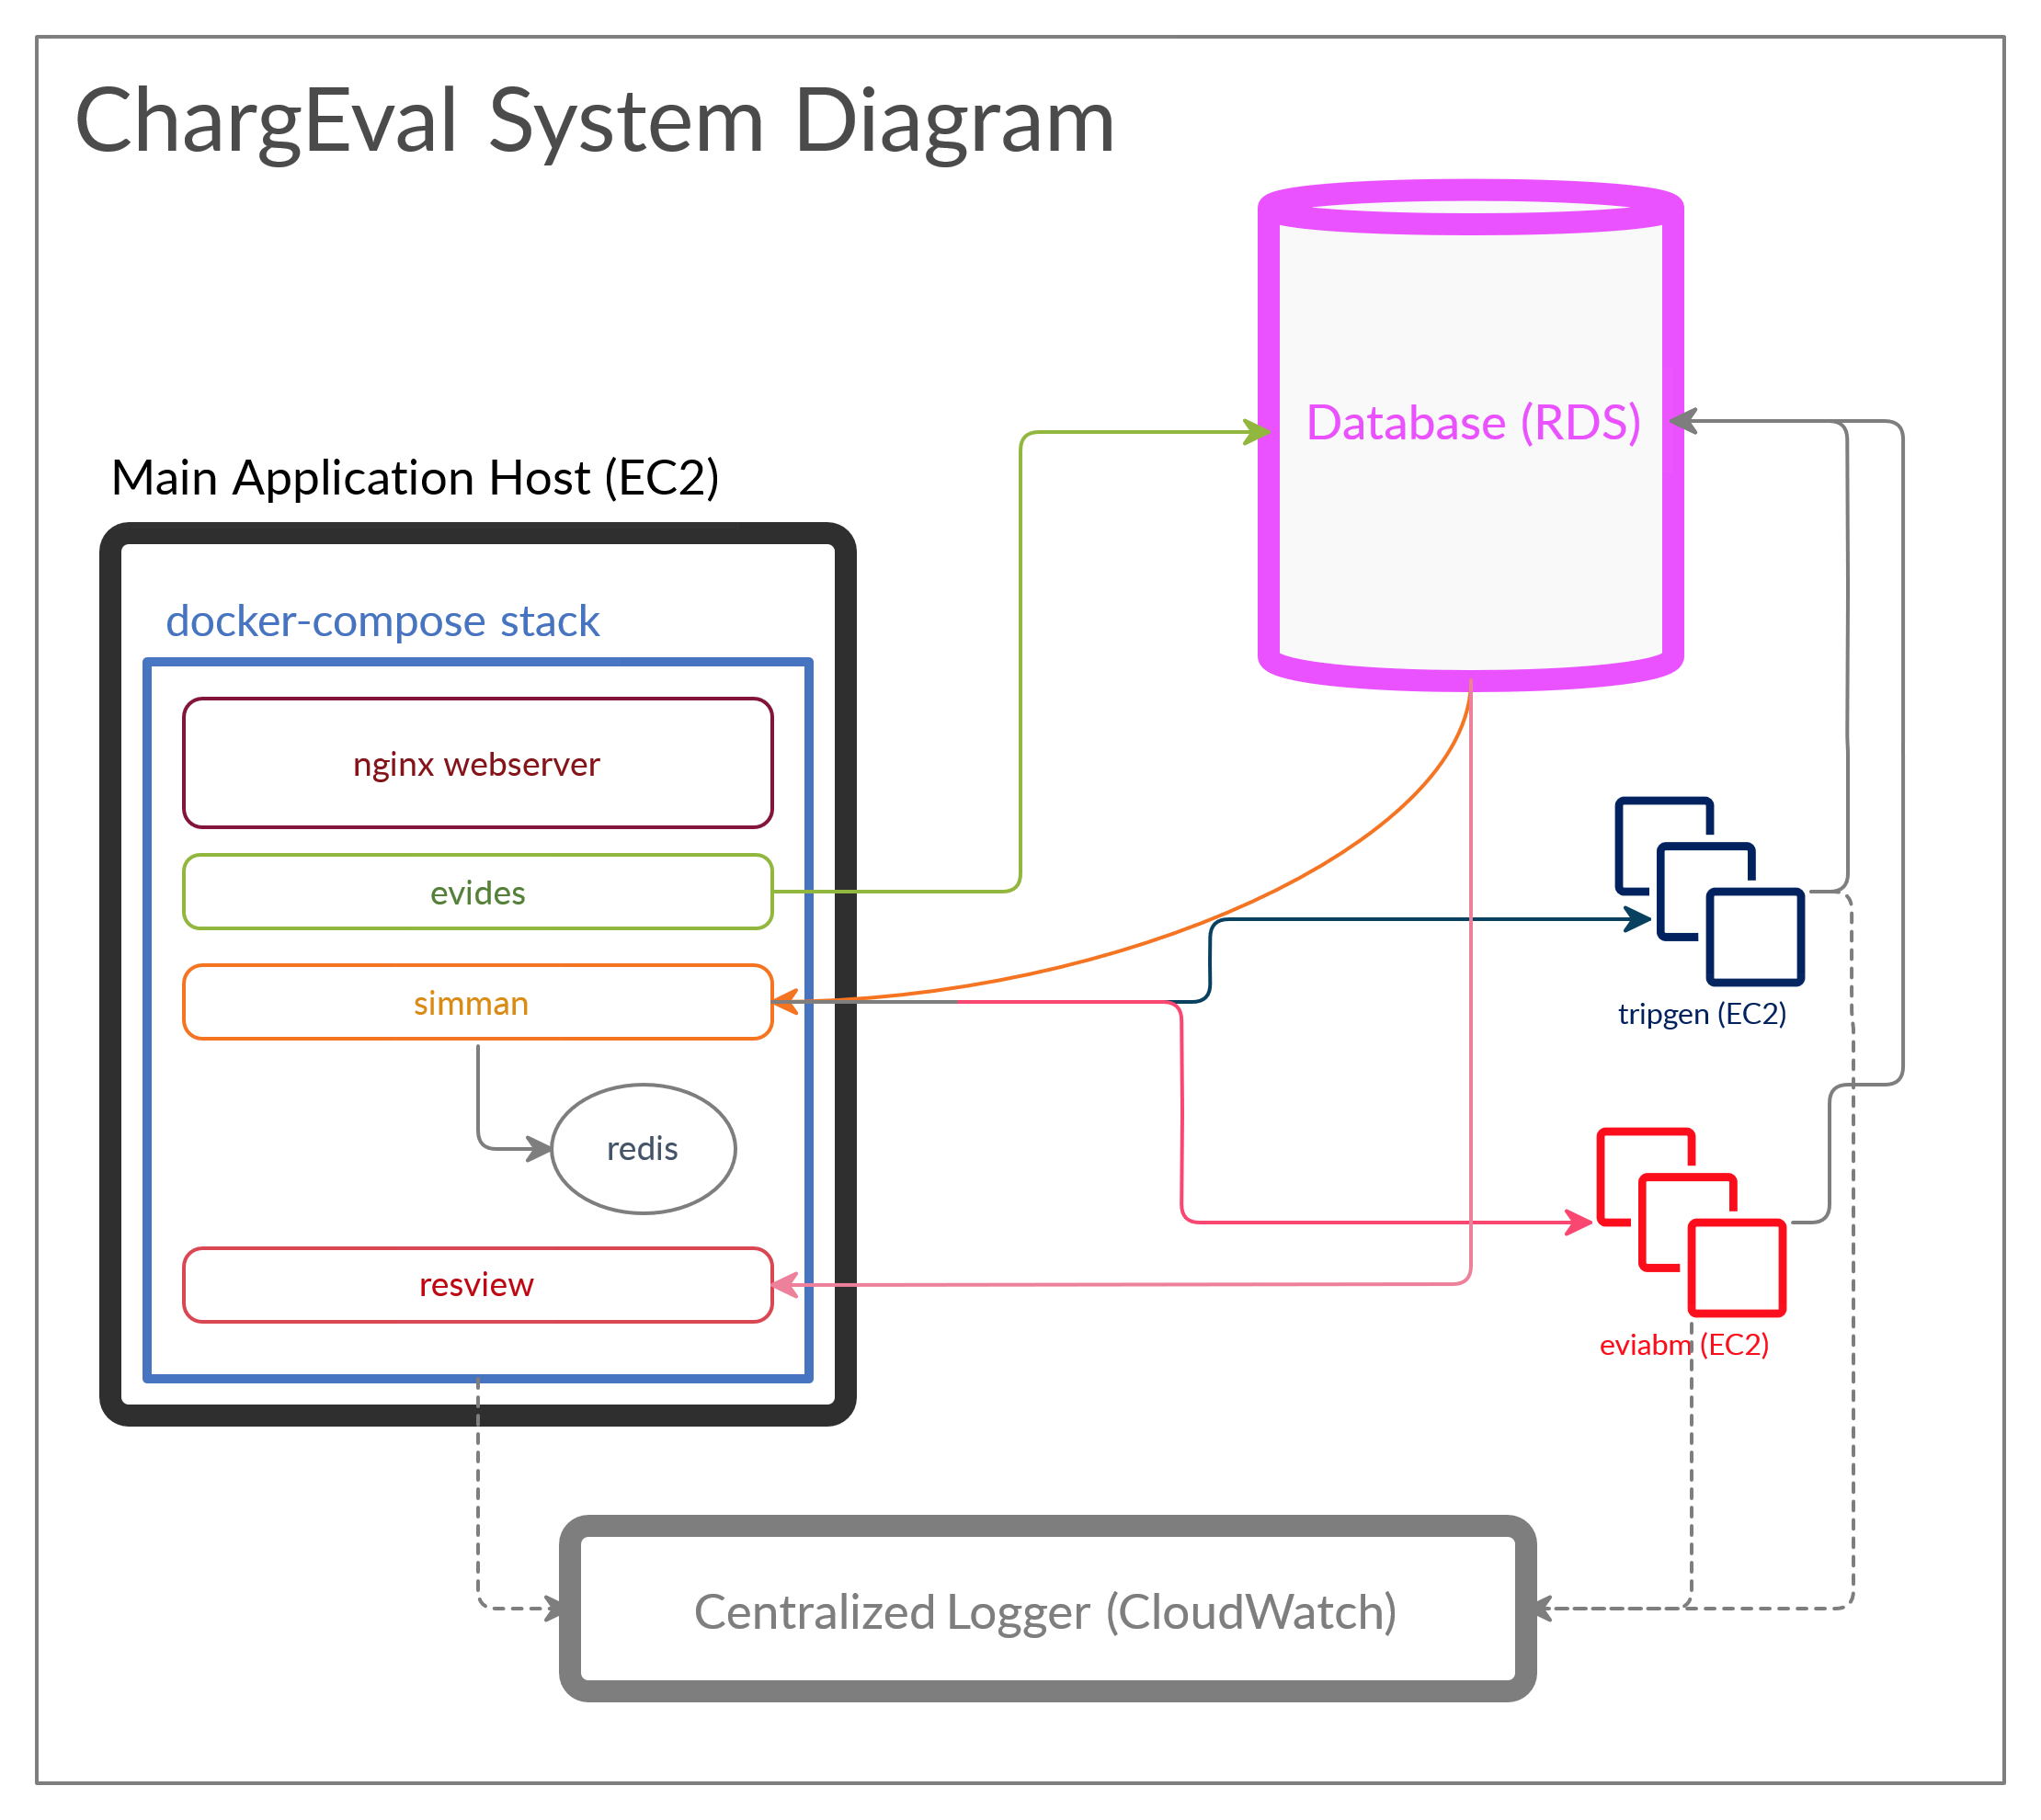 ChargEval System Diagram
Database (RDS)
Main Application Host (EC2)
docker-compose stack
nginx webserver
evides
simman
tripgen (EC2)
redis
resview
eviabm (EC2)
Centralized Logger (CloudWatch)